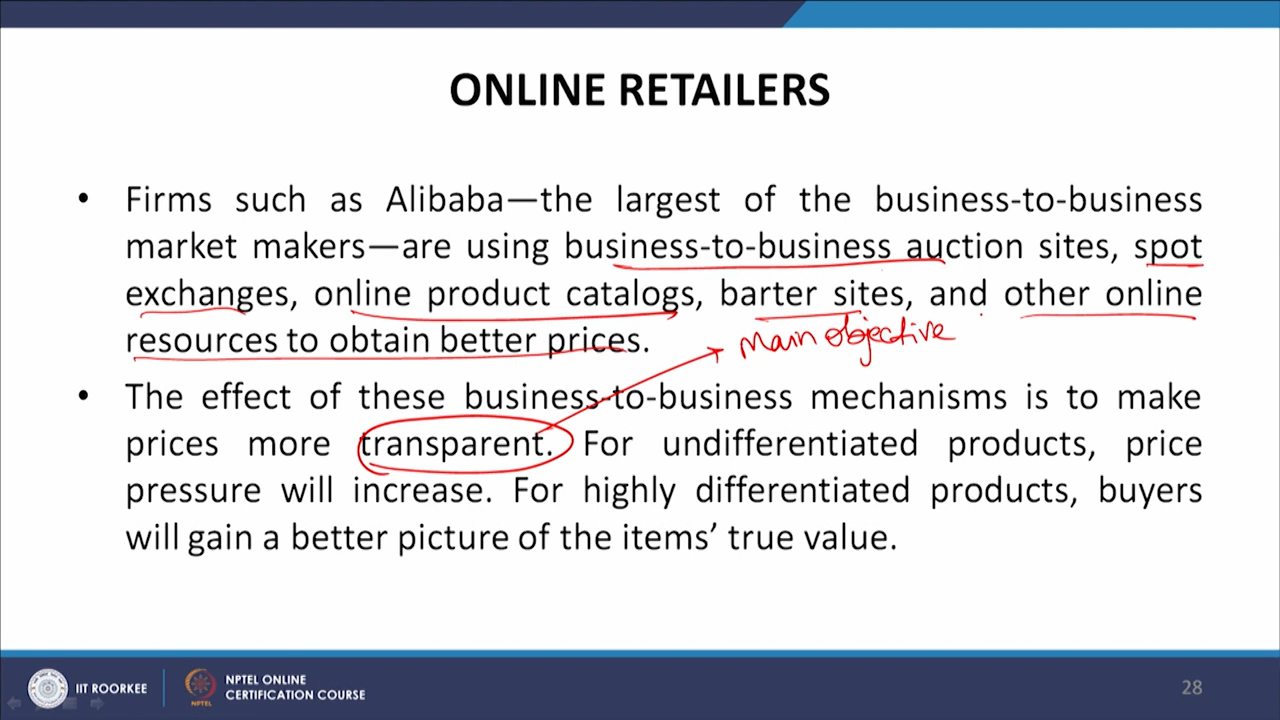 ONLINE RETAILERS
• Firms such as Alibaba—the largest of the business-to-business
market makers—are using business-to-business auction sites, spot
exchanges, online product catalogs, barter sites, and other online
resources to obtain better prices.
main objective
• The effect of these business-to-business mechanisms is to make
prices more transparent. For undifferentiated products, price
pressure will increase. For highly differentiated products, buyers
will gain a better picture of the items’ true value.
IIT ROORKEE
NPTEL
NPTEL ONLINE
CERTIFICATION COURSE
28